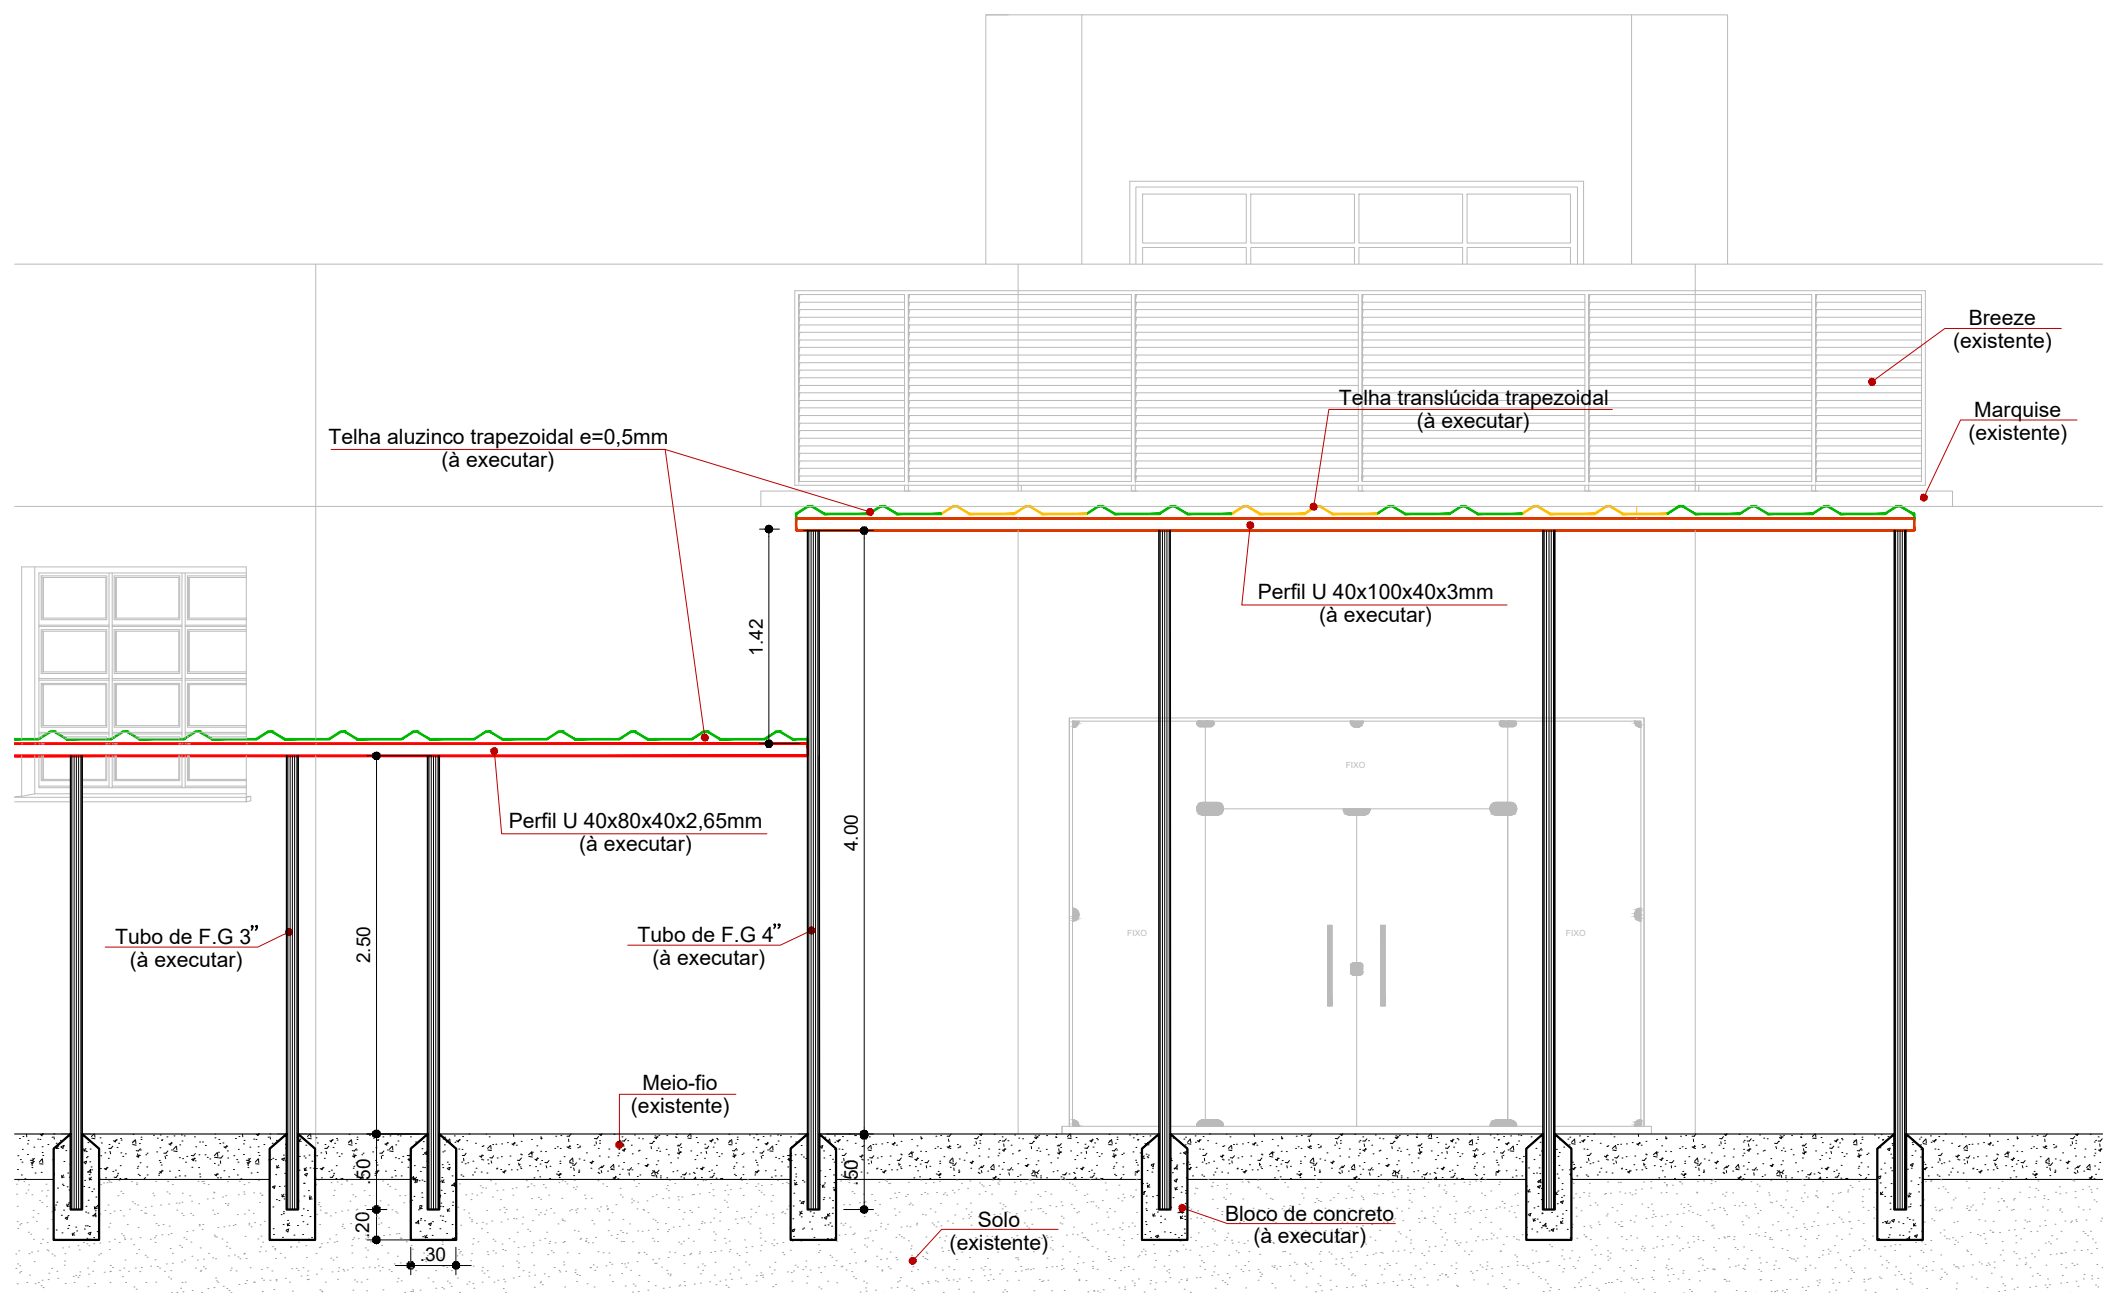 Breeze
(existente)
Telha translúcida trapezoidal
(à executar)
Marquise
(existente)
Telha aluzinco trapezoidal e=0,5mm
(à executar)
Perfil U 40x100x40x3mm
(à executar)
1.42
FIXO
Perfil U 40x80x40x2,65mm
(à executar)
4.00
2.50
Tubo de F.G 3”
(à executar)
Tubo de F.G 4”
(à executar)
FIXO
FIXO
Meio-fio
(existente)
.50
.50
.20
.30
Solo
(existente)
Bloco de concreto
(à executar)